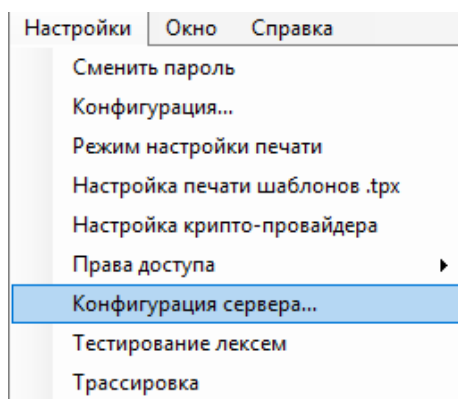 Настройки Окно Справка
Сменить пароль
Конфигурация...
Режим настройки печати
Настройка печати шаблонов .tpx
Настройка крипто-провайдера
Права доступа
Конфигурация сервера...
Тестирование лексем
Трассировка